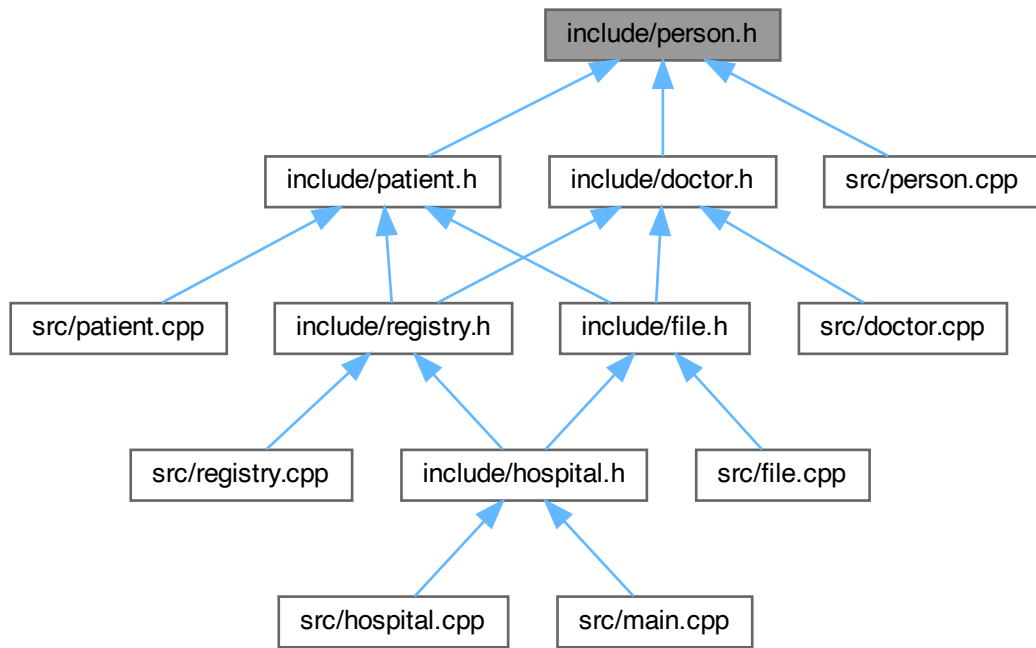 include/person.h
include/patient.h
include/doctor.h
src/person.cpp
src/patient.cpp
include/registry.h
include/file.h
src/doctor.cpp
src/registry.cpp
include/hospital.h
src/file.cpp
src/hospital.cpp
src/main.cpp